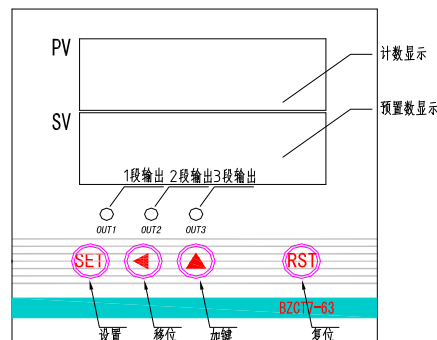 PV
计数显示
SV
预置数显示
1段输出 2段输出 3段输出
OUT1 OUT2 OUT3
SET RST
BZCT7-63
设置 移位 加键 复位